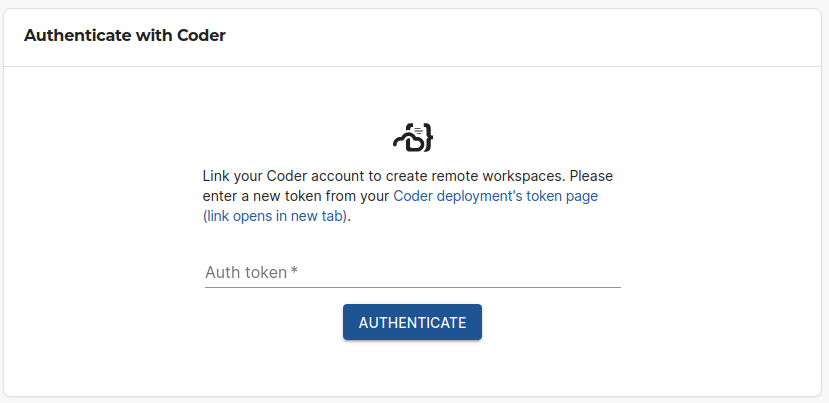 Authenticate with Coder
Link your Coder account to create remote workspaces. Please
enter a new token from your Coder deployment's token page
(link opens in new tab).
Auth token *
AUTHENTICATE